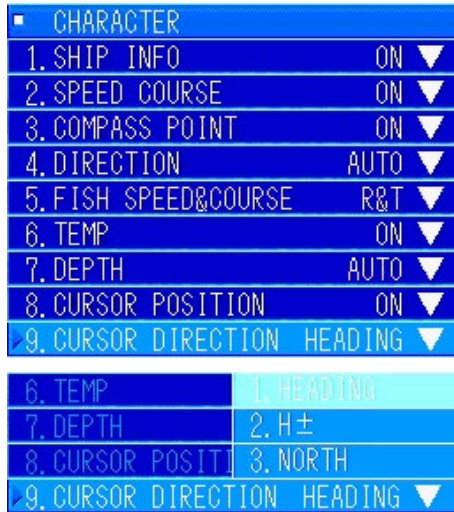 CHARACTER
1. SHIP INFO ON
2. SPEED COURSE ON
3. COMPASS POINT ON
4. DIRECTION AUTO
5. FISH SPEED&COURSE R&T
6. TEMP ON
7. DEPTH AUTO
8. CURSOR POSITION ON
9. CURSOR DIRECTION HEADING
6. TEMP 1. HEADING
7. DEPTH 2. H±
8. CURSOR POSITI 3. NORTH
9. CURSOR DIRECTION HEADING